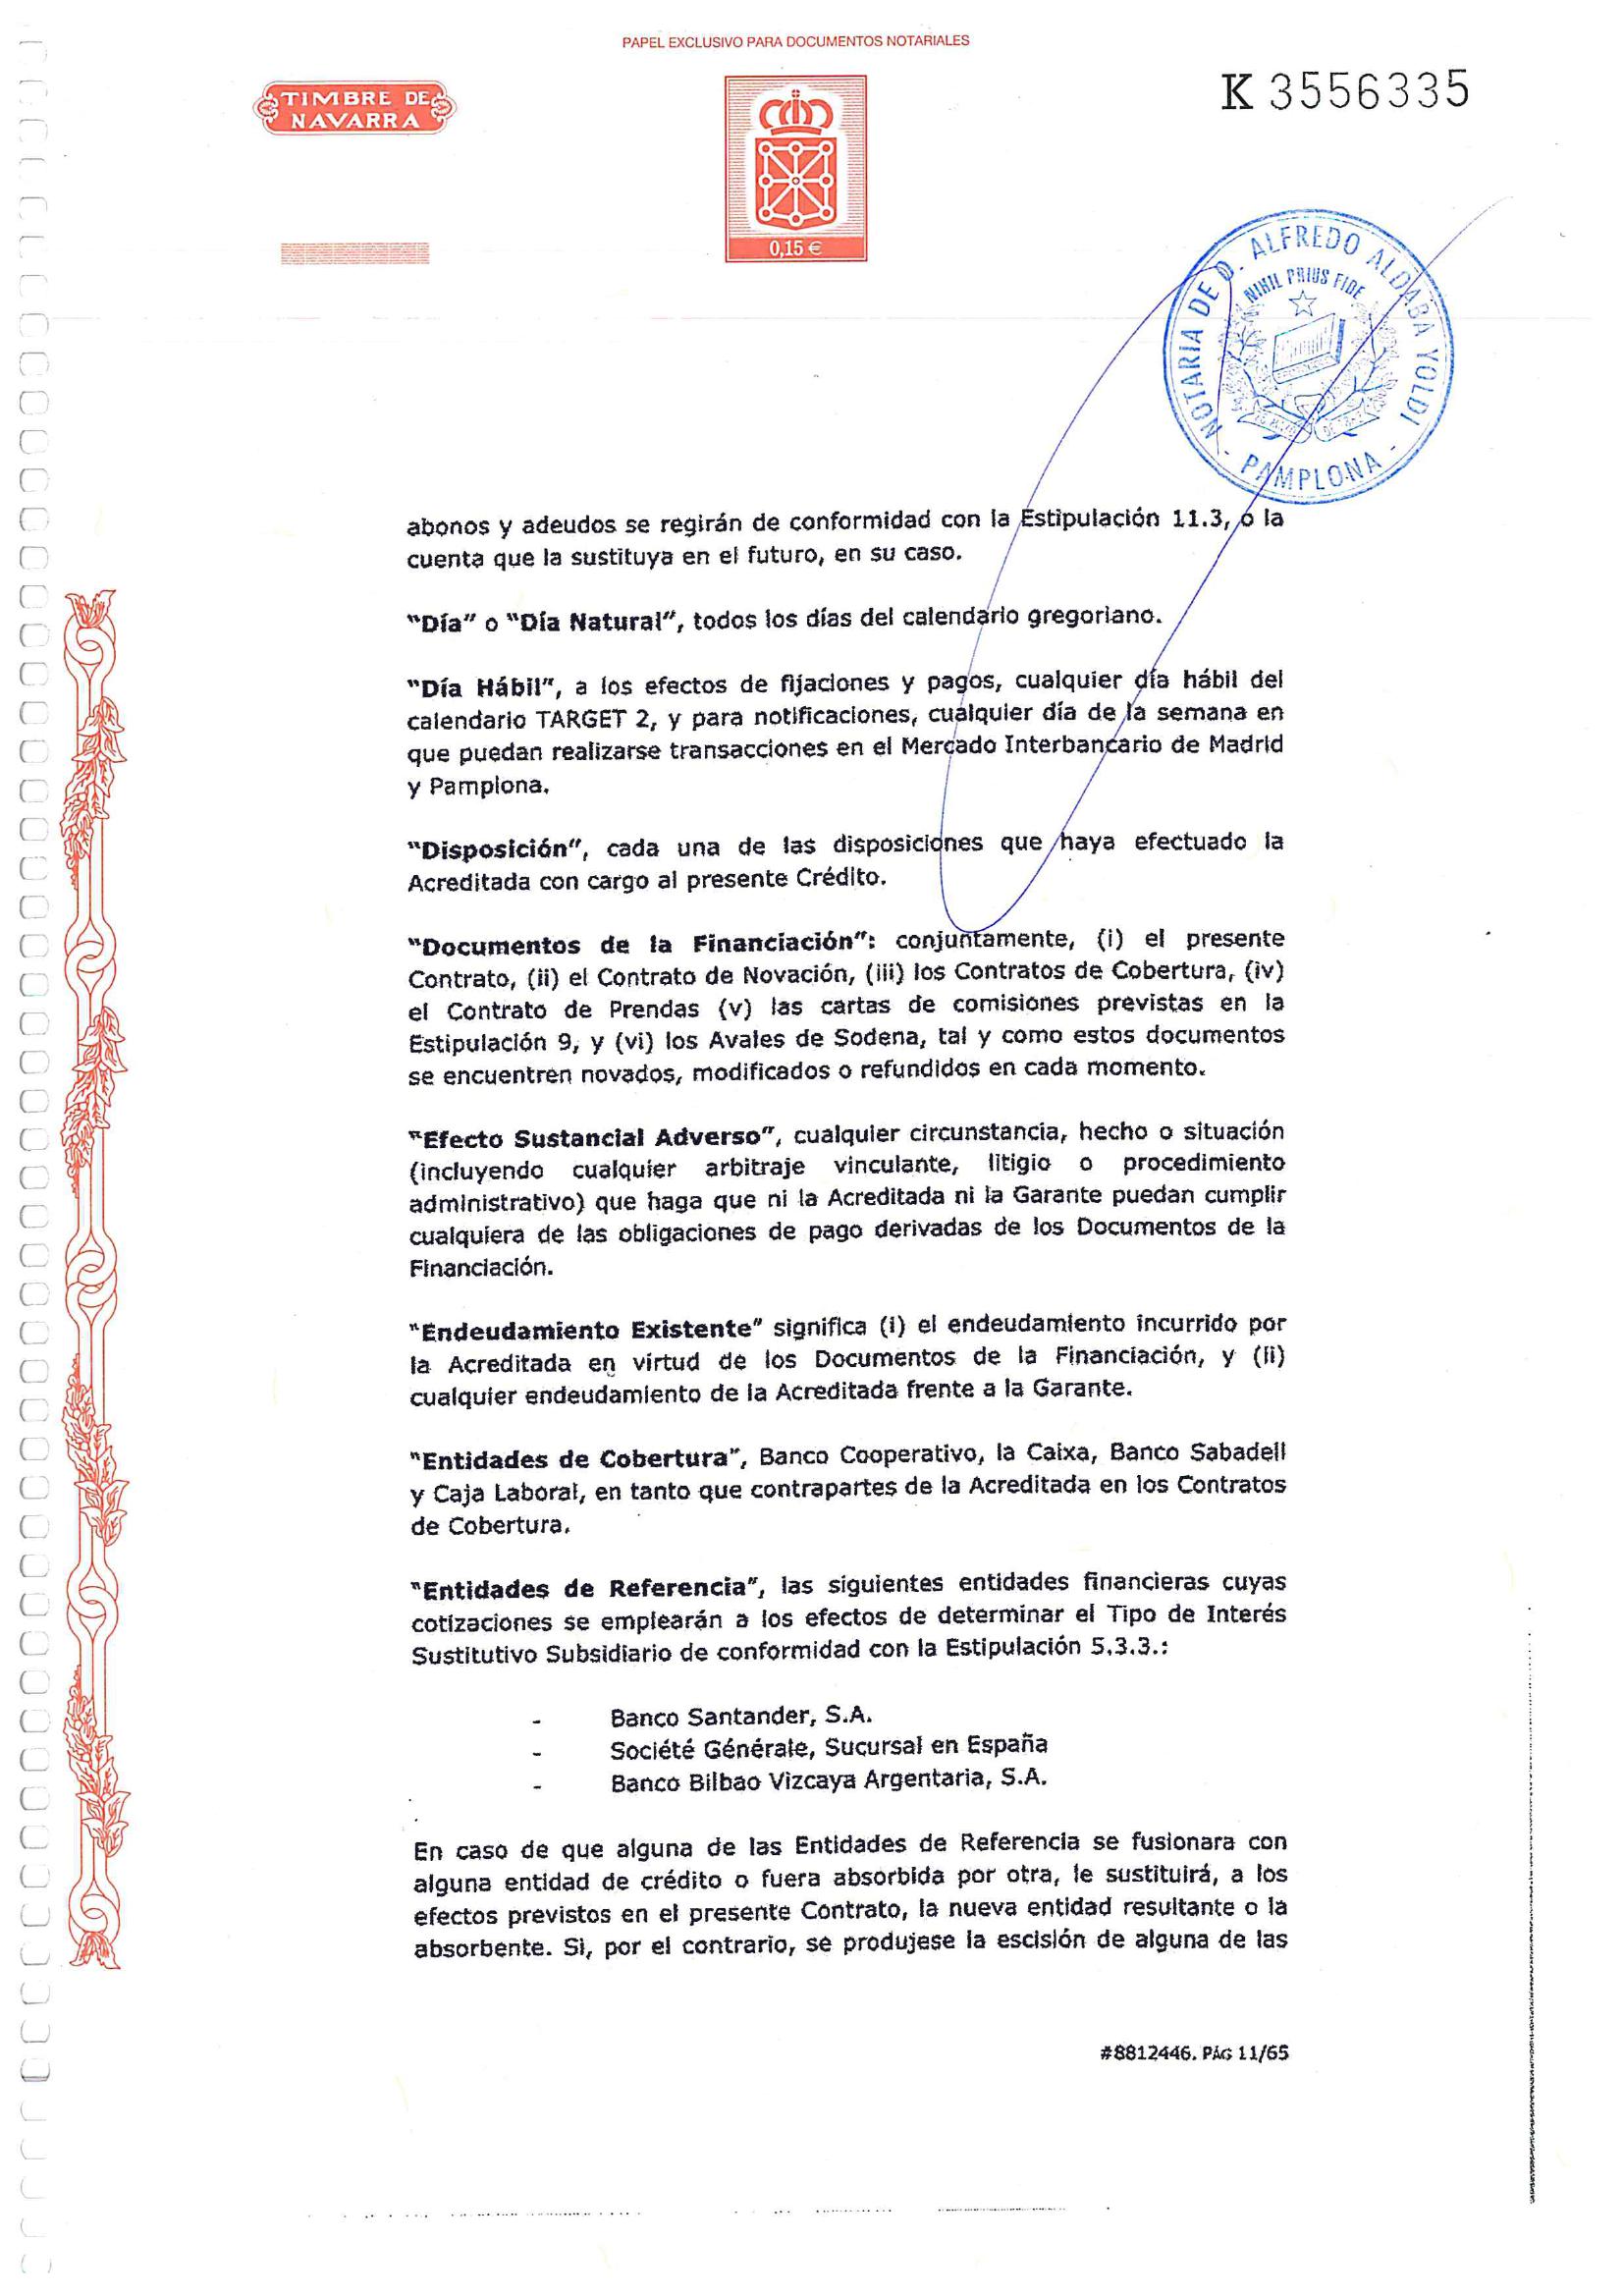 PAPEL EXCLUSIVO PARA DOCUMENTOS NOTARIALES
TIMBRE DE
NAVARRA
0,15 €
K 3556335
NOTARIA DE D. ALFREDO ALDABA YOLDI
NIHIL PRIUS FIDE
- PAMPLONA -
abonos y adeudos se regirán de conformidad con la Estipulación 11.3, o la
cuenta que la sustituya en el futuro, en su caso.
"Día" o "Día Natural", todos los días del calendario gregoriano.
"Día Hábil", a los efectos de fijaciones y pagos, cualquier día hábil del
calendario TARGET 2, y para notificaciones, cualquier día de la semana en
que puedan realizarse transacciones en el Mercado Interbancario de Madrid
y Pamplona.
"Disposición", cada una de las disposiciones que haya efectuado la
Acreditada con cargo al presente Crédito.
"Documentos de la Financiación": conjuntamente, (i) el presente
Contrato, (ii) el Contrato de Novación, (iii) los Contratos de Cobertura, (iv)
el Contrato de Prendas (v) las cartas de comisiones previstas en la
Estipulación 9, y (vi) los Avales de Sodena, tal y como estos documentos
se encuentren novados, modificados o refundidos en cada momento.
"Efecto Sustancial Adverso", cualquier circunstancia, hecho o situación
(incluyendo cualquier arbitraje vinculante, litigio o procedimiento
administrativo) que haga que ni la Acreditada ni la Garante puedan cumplir
cualquiera de las obligaciones de pago derivadas de los Documentos de la
Financiación.
"Endeudamiento Existente" significa (i) el endeudamiento incurrido por
la Acreditada en virtud de los Documentos de la Financiación, y (ii)
cualquier endeudamiento de la Acreditada frente a la Garante.
"Entidades de Cobertura", Banco Cooperativo, la Caixa, Banco Sabadell
y Caja Laboral, en tanto que contrapartes de la Acreditada en los Contratos
de Cobertura.
"Entidades de Referencia", las siguientes entidades financieras cuyas
cotizaciones se emplearán a los efectos de determinar el Tipo de Interés
Sustitutivo Subsidiario de conformidad con la Estipulación 5.3.3.:
- Banco Santander, S.A.
- Société Générale, Sucursal en España
- Banco Bilbao Vizcaya Argentaria, S.A.
En caso de que alguna de las Entidades de Referencia se fusionara con
alguna entidad de crédito o fuera absorbida por otra, le sustituirá, a los
efectos previstos en el presente Contrato, la nueva entidad resultante o la
absorbente. Si, por el contrario, se produjese la escisión de alguna de las
#8812446. PÁG 11/65